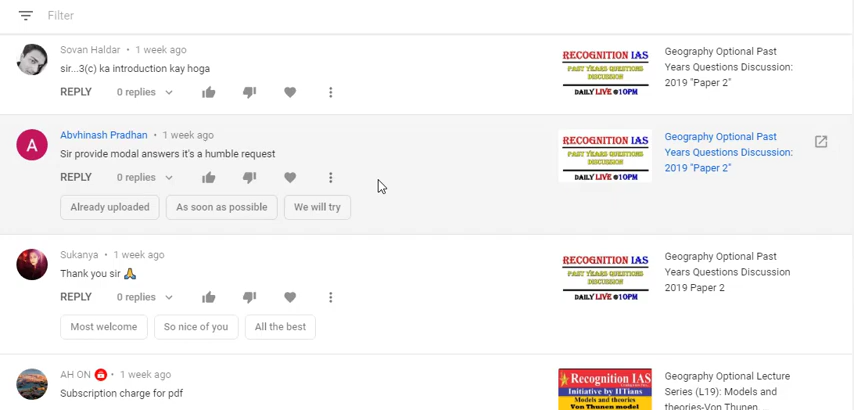 Filter
Sovan Haldar • 1 week ago
sir...3(c) ka introduction kay hoga
REPLY 0 replies
RECOGNITION IAS
PAST YEARS QUESTIONS
DISCUSSION
DAILY LIVE @10PM
Geography Optional Past
Years Questions Discussion:
2019 "Paper 2"
A
Abvhinash Pradhan • 1 week ago
Sir provide modal answers it's a humble request
REPLY 0 replies
Already uploaded As soon as possible We will try
RECOGNITION IAS
PAST YEARS QUESTIONS
DISCUSSION
DAILY LIVE @10PM
Geography Optional Past
Years Questions Discussion:
2019 "Paper 2"
Sukanya • 1 week ago
Thank you sir 🙏
REPLY 0 replies
Most welcome So nice of you All the best
RECOGNITION IAS
PAST YEARS QUESTIONS
DISCUSSION
DAILY LIVE @10PM
Geography Optional Past
Years Questions Discussion
2019 Paper 2
AH ON • 1 week ago
Subscription charge for pdf
Recognition IAS
Initiative by IITians
Models and theories
Von Thunen model
Geography Optional Lecture
Series (L19): Models and
theories-Von Thunen...